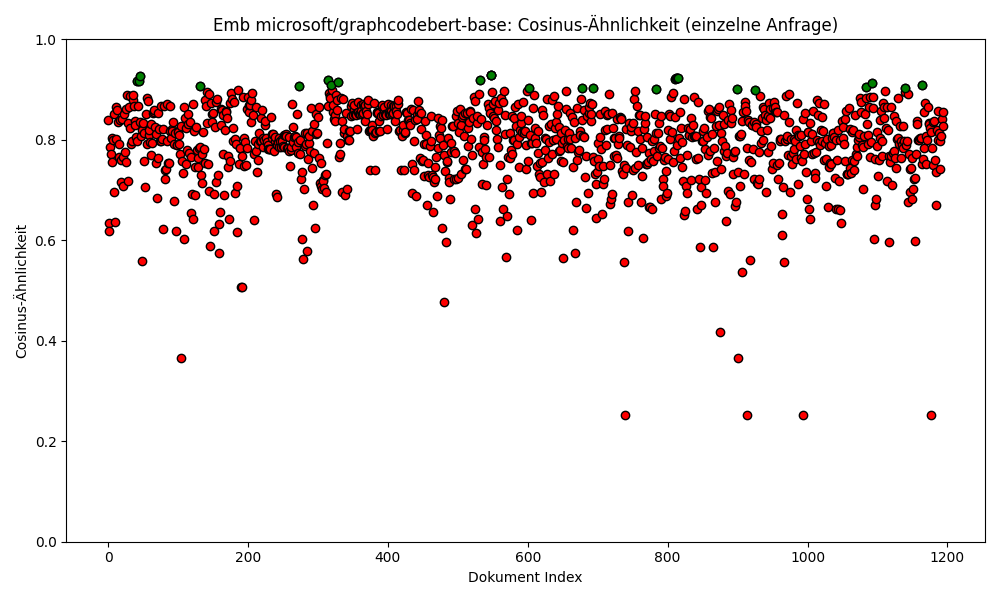 Emb microsoft/graphcodebert-base: Cosinus-Ähnlichkeit (einzelne Anfrage)
1.0
0.8
0.6
0.4
0.2
0.0
Cosinus-Ähnlichkeit
0 200 400 600 800 1000 1200
Dokument Index